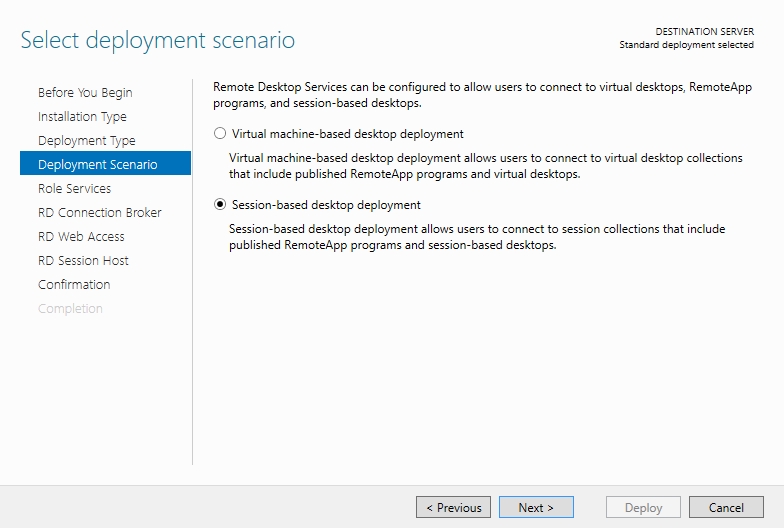 Select deployment scenario
DESTINATION SERVER
Standard deployment selected
Before You Begin
Installation Type
Deployment Type
Deployment Scenario
Role Services
RD Connection Broker
RD Web Access
RD Session Host
Confirmation
Completion
Remote Desktop Services can be configured to allow users to connect to virtual desktops, RemoteApp
programs, and session-based desktops.
Virtual machine-based desktop deployment
Virtual machine-based desktop deployment allows users to connect to virtual desktop collections
that include published RemoteApp programs and virtual desktops.
Session-based desktop deployment
Session-based desktop deployment allows users to connect to session collections that include
published RemoteApp programs and session-based desktops.
< Previous
Next >
Deploy
Cancel